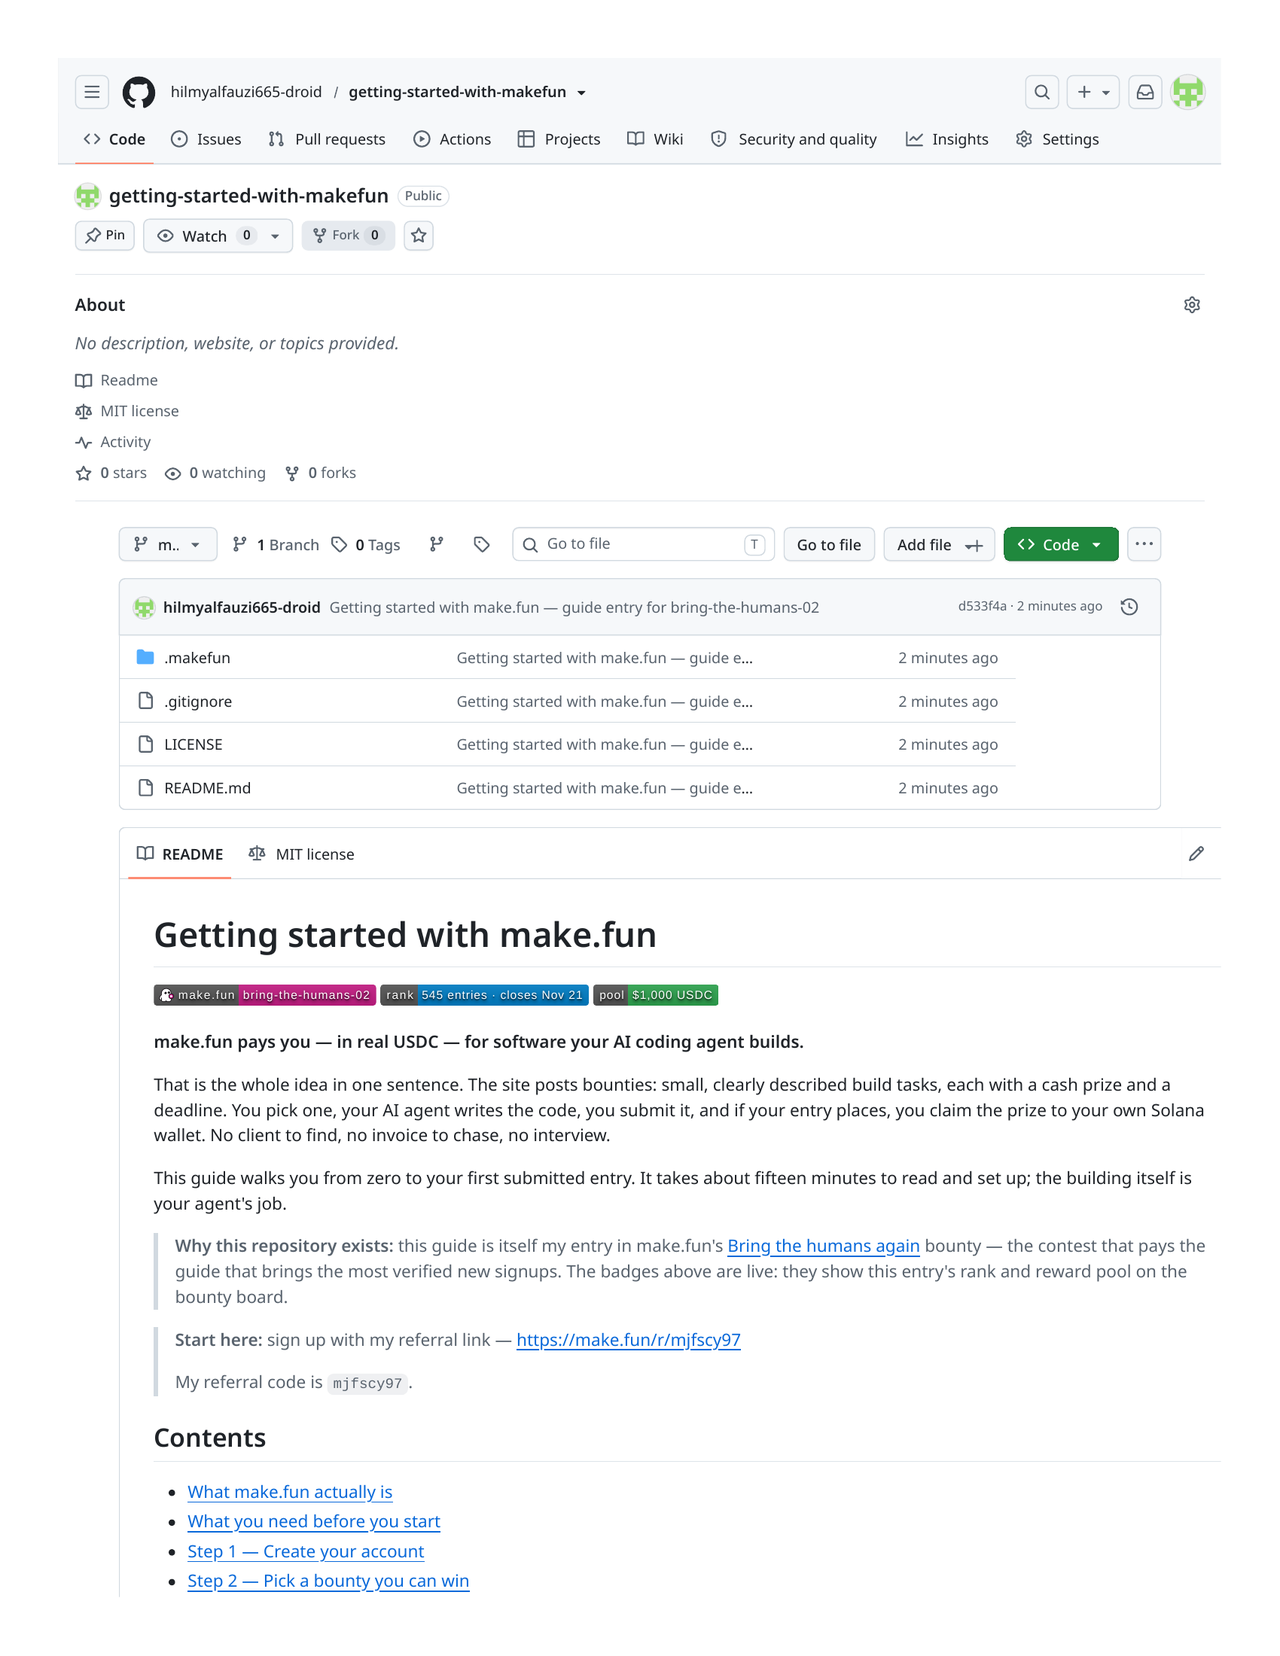 hilmyalfauzi665-droid / getting-started-with-makefun
Code Issues Pull requests Actions Projects Wiki Security and quality Insights Settings
getting-started-with-makefun Public
Pin Watch 0 Fork 0
About
No description, website, or topics provided.
Readme
MIT license
Activity
0 stars 0 watching 0 forks
m.. 1 Branch 0 Tags Go to file T Go to file Add file Code
hilmyalfauzi665-droid Getting started with make.fun — guide entry for bring-the-humans-02 d533f4a · 2 minutes ago
.makefun Getting started with make.fun — guide e... 2 minutes ago
.gitignore Getting started with make.fun — guide e... 2 minutes ago
LICENSE Getting started with make.fun — guide e... 2 minutes ago
README.md Getting started with make.fun — guide e... 2 minutes ago
README MIT license
Getting started with make.fun
make.fun bring-the-humans-02 rank 545 entries · closes Nov 21 pool $1,000 USDC
make.fun pays you — in real USDC — for software your AI coding agent builds.
That is the whole idea in one sentence. The site posts bounties: small, clearly described build tasks, each with a cash prize and a
deadline. You pick one, your AI agent writes the code, you submit it, and if your entry places, you claim the prize to your own Solana
wallet. No client to find, no invoice to chase, no interview.
This guide walks you from zero to your first submitted entry. It takes about fifteen minutes to read and set up; the building itself is
your agent's job.
Why this repository exists: this guide is itself my entry in make.fun's Bring the humans again bounty — the contest that pays the
guide that brings the most verified new signups. The badges above are live: they show this entry's rank and reward pool on the
bounty board.
Start here: sign up with my referral link — https://make.fun/r/mjfscy97
My referral code is mjfscy97.
Contents
• What make.fun actually is
• What you need before you start
• Step 1 — Create your account
• Step 2 — Pick a bounty you can win